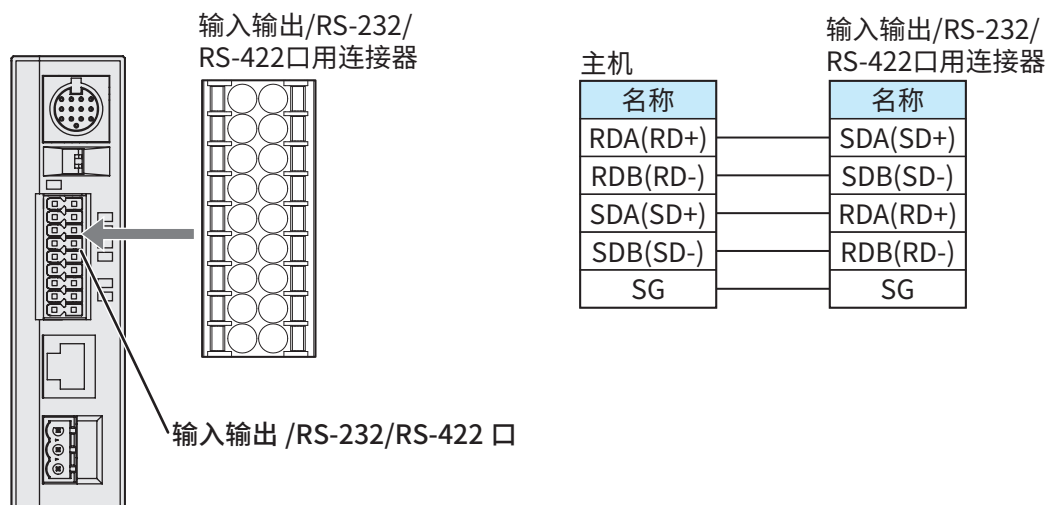 输入输出/RS-232/
RS-422口用连接器
输入输出 /RS-232/RS-422 口
主机
名称
RDA(RD+)
RDB(RD-)
SDA(SD+)
SDB(SD-)
SG
输入输出/RS-232/
RS-422口用连接器
名称
SDA(SD+)
SDB(SD-)
RDA(RD+)
RDB(RD-)
SG